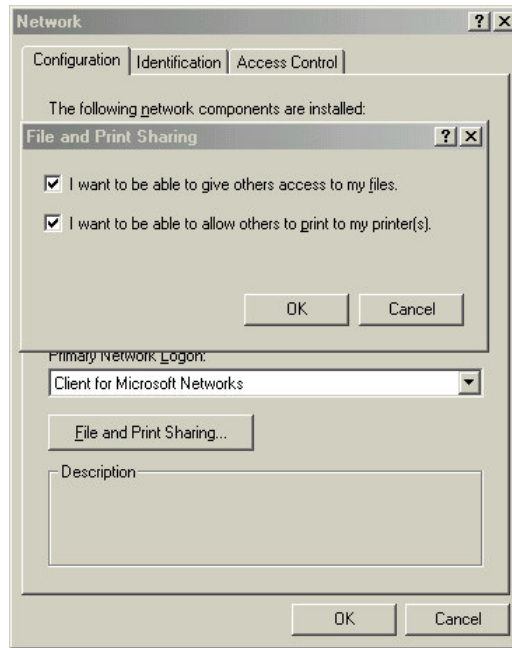 Network
Configuration Identification Access Control
The following network components are installed:
File and Print Sharing
I want to be able to give others access to my files.
I want to be able to allow others to print to my printer(s).
OK Cancel
Primary Network Logon:
Client for Microsoft Networks
File and Print Sharing...
Description
OK Cancel